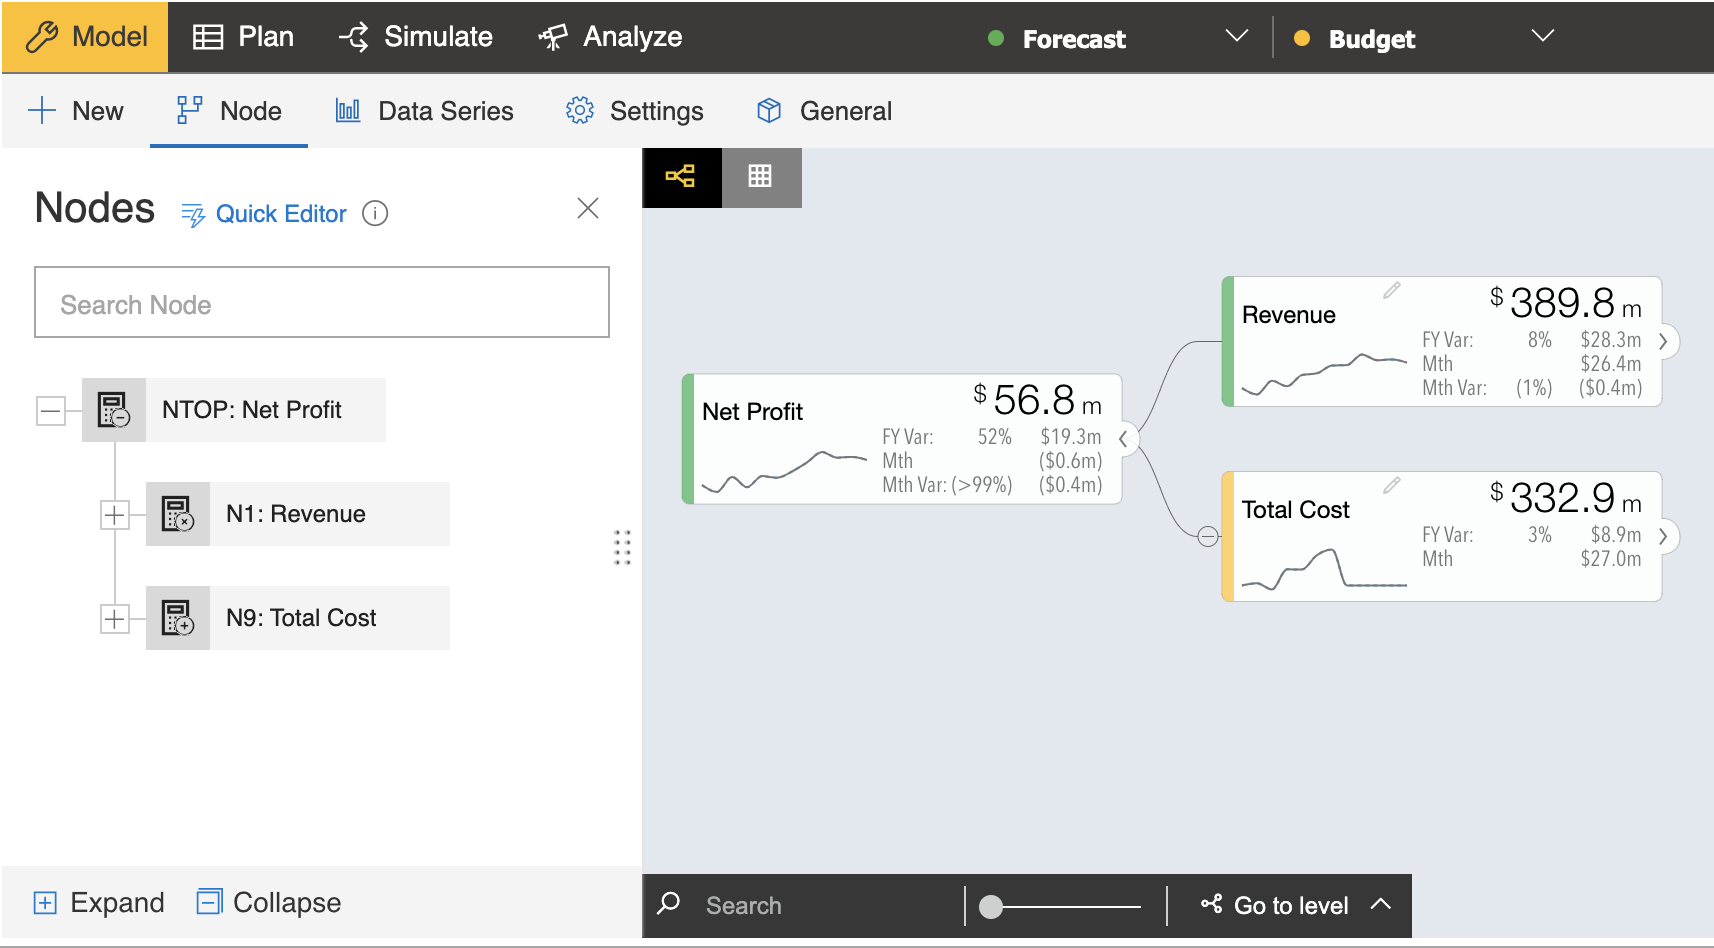 Model Plan Simulate Analyze Forecast Budget
New Node Data Series Settings General
Nodes Quick Editor
Search Node
NTOP: Net Profit
N1: Revenue
N9: Total Cost
Expand Collapse
Net Profit
$ 56.8 m
FY Var: 52% $19.3m
Mth ($0.6m)
Mth Var: (>99%) ($0.4m)
Revenue
$ 389.8 m
FY Var: 8% $28.3m
Mth $26.4m
Mth Var: (1%) ($0.4m)
Total Cost
$ 332.9 m
FY Var: 3% $8.9m
Mth $27.0m
Search Go to level